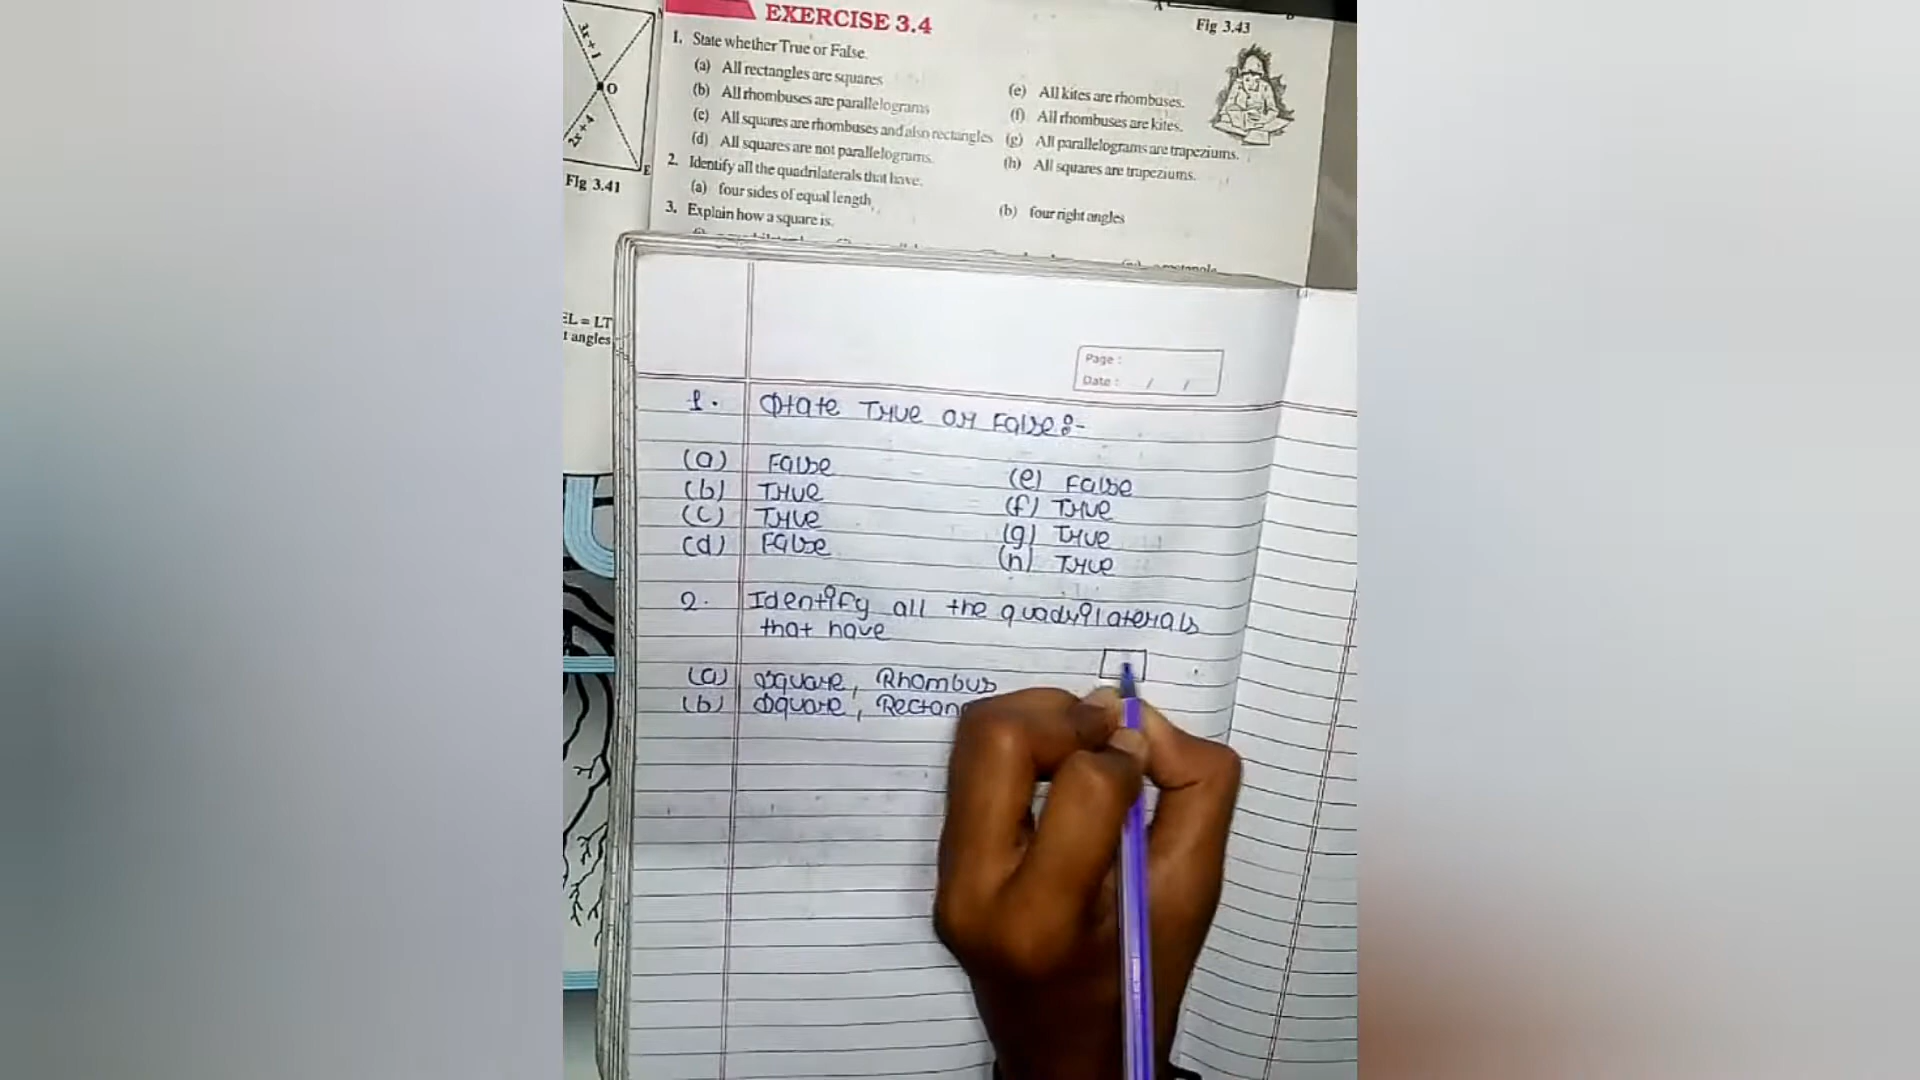 EXERCISE 3.4
Fig 3.43
1. State whether True or False.
(a) All rectangles are squares
(b) All rhombuses are parallelograms
(c) All squares are rhombuses and also rectangles
(d) All squares are not parallelograms.
(e) All kites are rhombuses.
(f) All rhombuses are kites.
(g) All parallelograms are trapeziums.
(h) All squares are trapeziums.
2. Identify all the quadrilaterals that have.
(a) four sides of equal length
(b) four right angles
3. Explain how a square is.
3x + 1
O
2x + 4
E
Fig 3.41
EL = LT
t angles
Page :
Date : / /
1. State True or False:-
(a) False
(b) True
(c) True
(d) False
(e) False
(f) True
(g) True
(h) True
2. Identify all the quadrilaterals
that have
(a) Square, Rhombus
(b) Square, Rectan